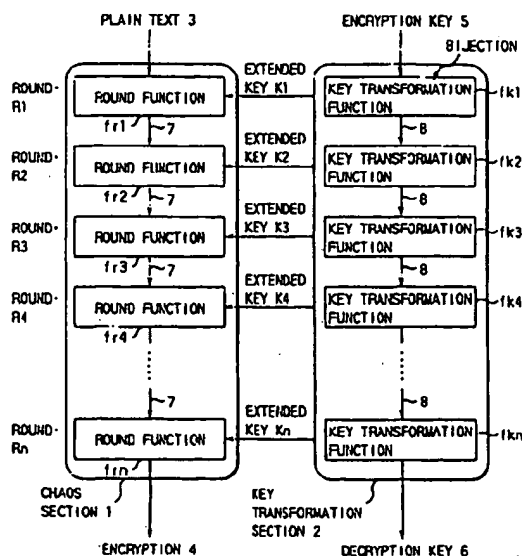 PLAIN TEXT 3
ENCRYPTION KEY 5
BIJECTION
ROUND· R1
ROUND FUNCTION
fr1
7
EXTENDED KEY K1
KEY TRANSFORMATION FUNCTION
fk1
8
ROUND· R2
ROUND FUNCTION
fr2
7
EXTENDED KEY K2
KEY TRANSFORMATION FUNCTION
fk2
8
ROUND· R3
ROUND FUNCTION
fr3
7
EXTENDED KEY K3
KEY TRANSFORMATION FUNCTION
fk3
8
ROUND· R4
ROUND FUNCTION
fr4
EXTENDED KEY K4
KEY TRANSFORMATION FUNCTION
fk4
7
8
ROUND· Rn
ROUND FUNCTION
frn
EXTENDED KEY Kn
KEY TRANSFORMATION FUNCTION
fkn
CHAOS SECTION 1
KEY TRANSFORMATION SECTION 2
ENCRYPTION 4
DECRYPTION KEY 6